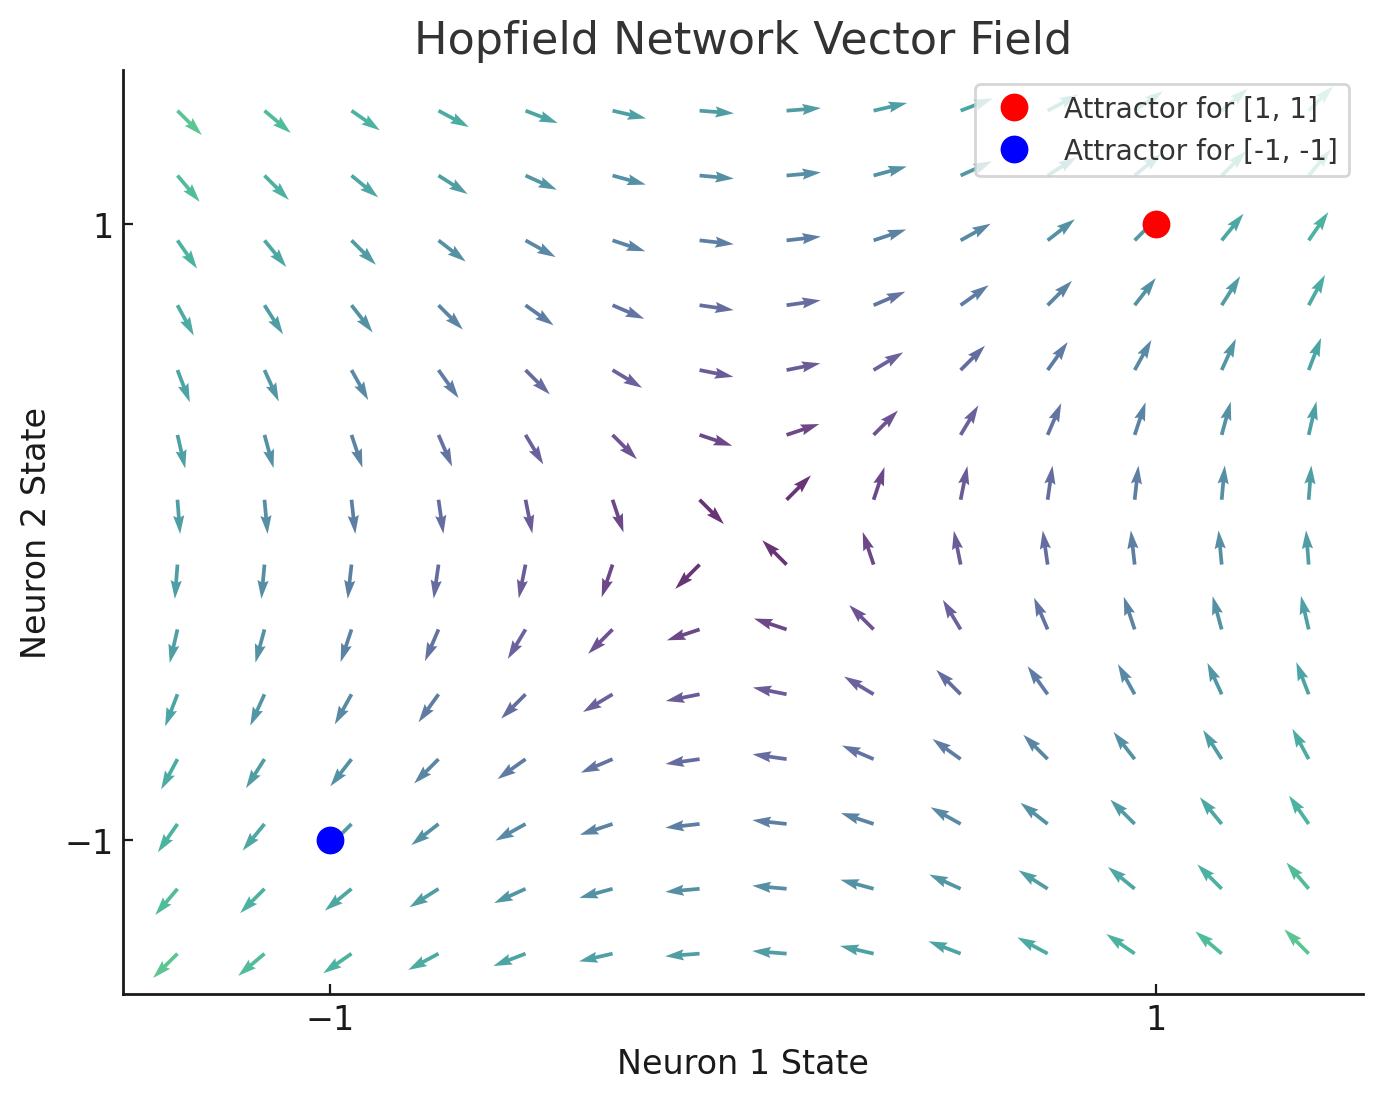 Hopfield Network Vector Field
Attractor for [1, 1]
Attractor for [-1, -1]
1
Neuron 2 State
−1
−1
1
Neuron 1 State